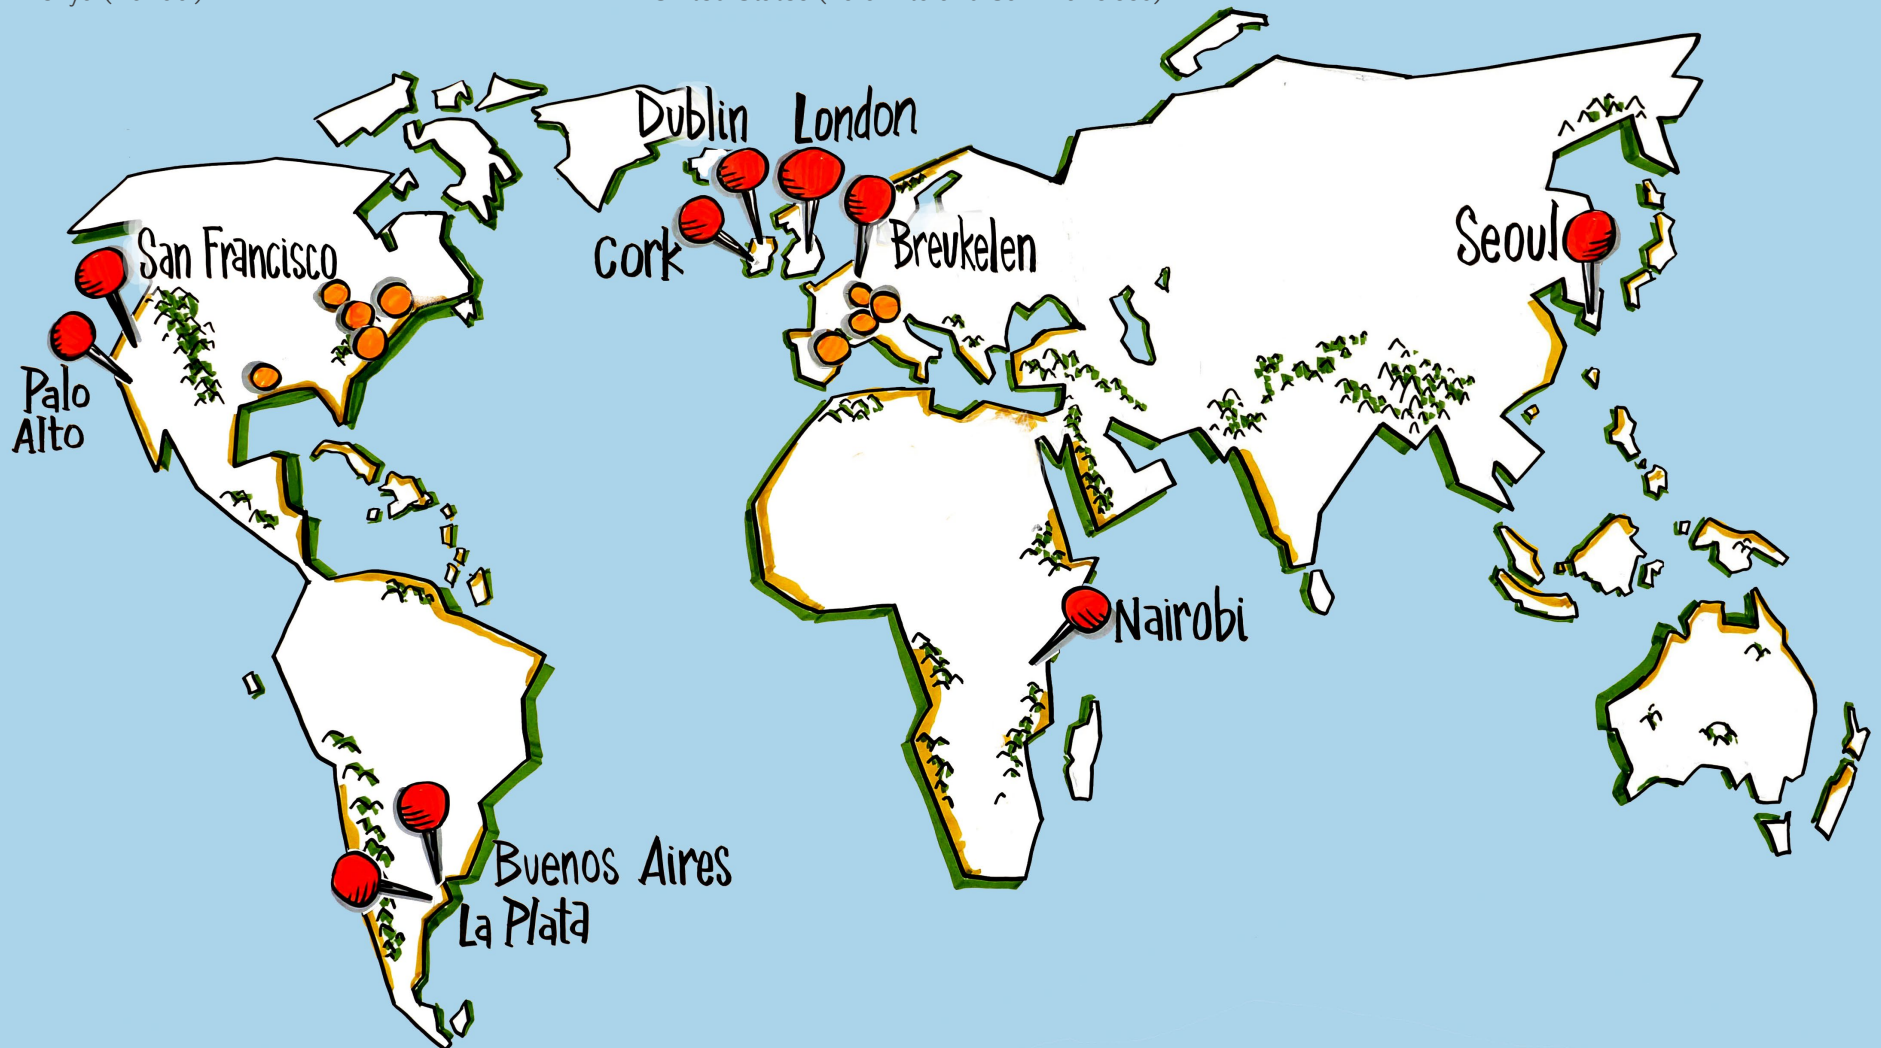 Dublin London
San Francisco
Cork
Breukelen
Seoul
Palo
Alto
Nairobi
Buenos Aires
La Plata